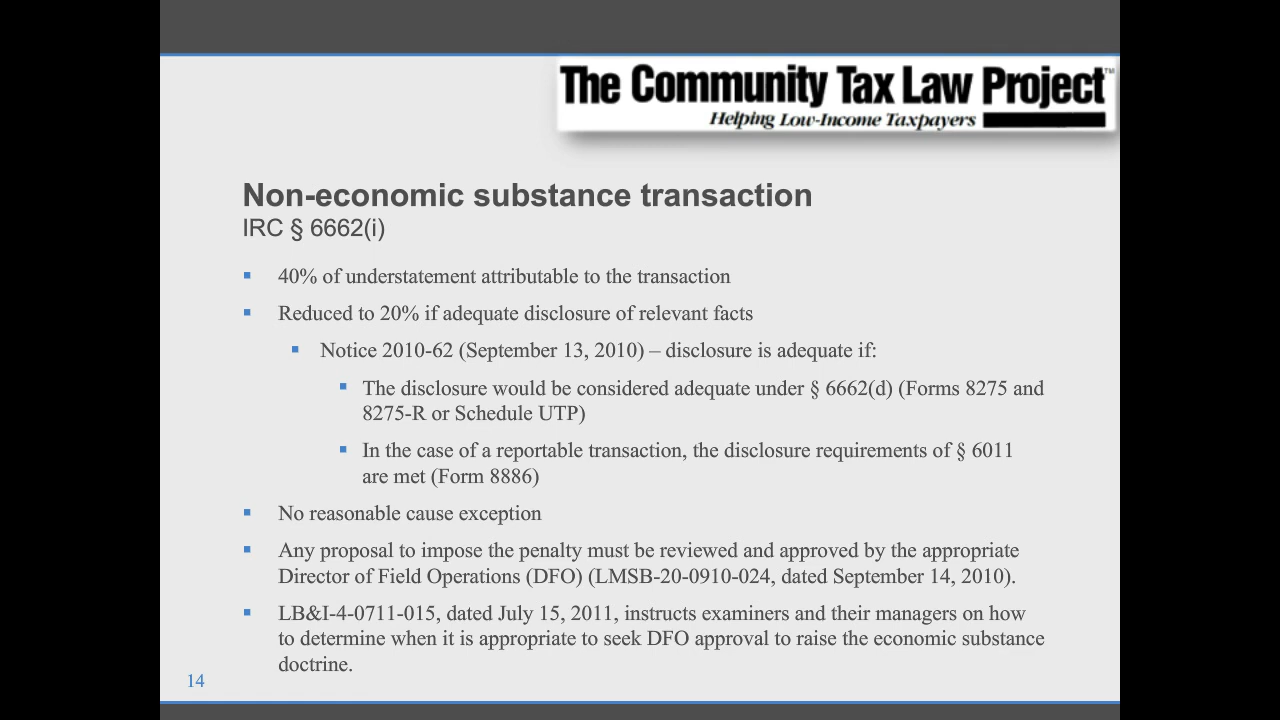 The Community Tax Law Project™
Helping Low-Income Taxpayers
Non-economic substance transaction
IRC § 6662(i)
▪ 40% of understatement attributable to the transaction
▪ Reduced to 20% if adequate disclosure of relevant facts
▪ Notice 2010-62 (September 13, 2010) – disclosure is adequate if:
▪ The disclosure would be considered adequate under § 6662(d) (Forms 8275 and
8275-R or Schedule UTP)
▪ In the case of a reportable transaction, the disclosure requirements of § 6011
are met (Form 8886)
▪ No reasonable cause exception
▪ Any proposal to impose the penalty must be reviewed and approved by the appropriate
Director of Field Operations (DFO) (LMSB-20-0910-024, dated September 14, 2010).
▪ LB&I-4-0711-015, dated July 15, 2011, instructs examiners and their managers on how
to determine when it is appropriate to seek DFO approval to raise the economic substance
doctrine.
14